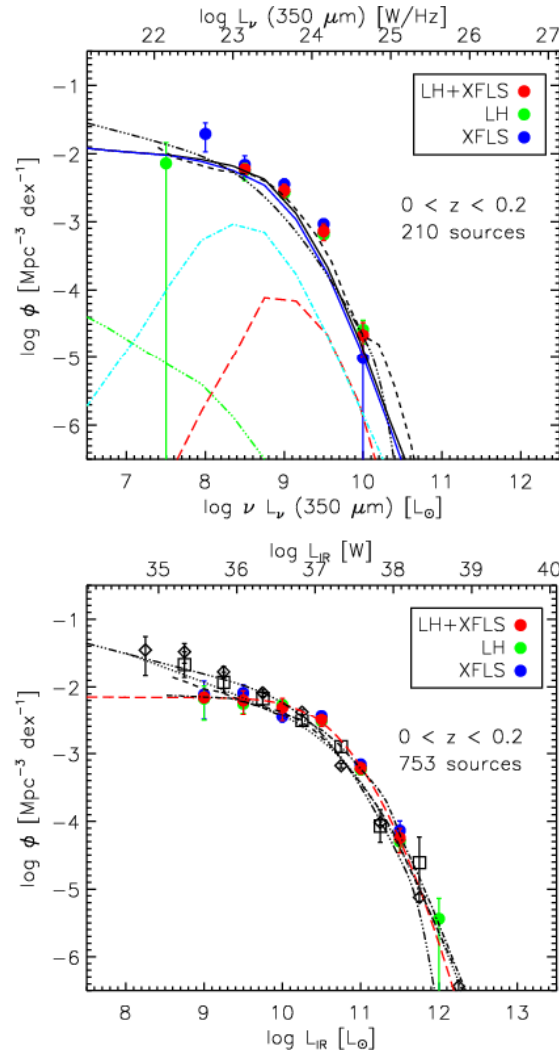 log L_ν (350 μm) [W/Hz]
22 23 24 25 26 27
-1
-2
-3
-4
-5
-6
log ϕ [Mpc⁻³ dex⁻¹]
LH+XFLS
LH
XFLS
0 < z < 0.2
210 sources
7 8 9 10 11 12
log ν L_ν (350 μm) [L_⊙]
log L_IR [W]
35 36 37 38 39 40
-1
-2
-3
-4
-5
-6
log ϕ [Mpc⁻³ dex⁻¹]
LH+XFLS
LH
XFLS
0 < z < 0.2
753 sources
8 9 10 11 12 13
log L_IR [L_⊙]